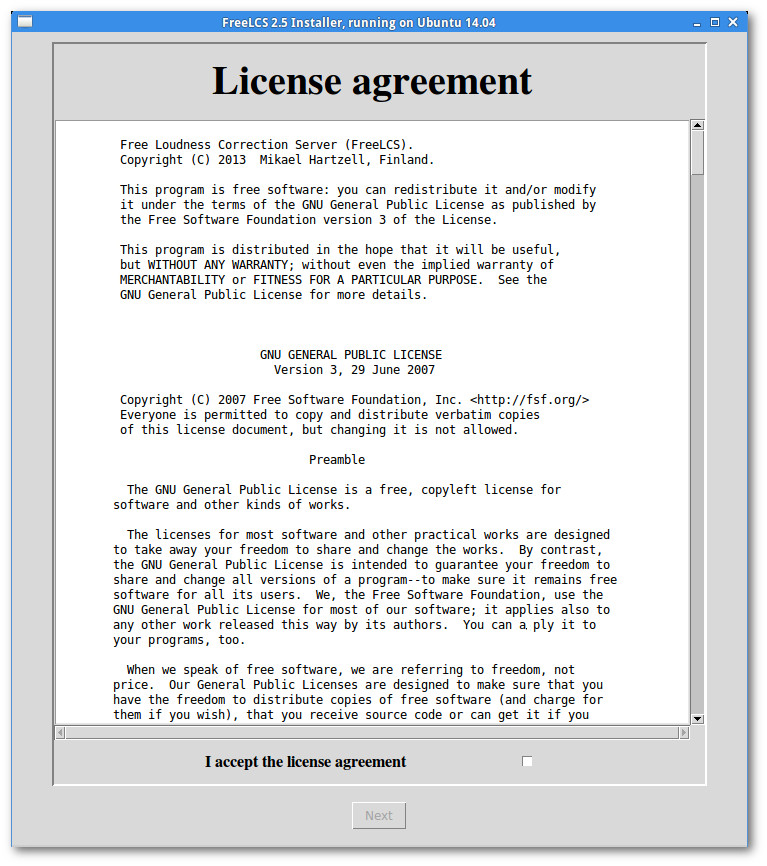 FreeLCS 2.5 Installer, running on Ubuntu 14.04
License agreement
Free Loudness Correction Server (FreeLCS).
Copyright (C) 2013  Mikael Hartzell, Finland.
This program is free software: you can redistribute it and/or modify
it under the terms of the GNU General Public License as published by
the Free Software Foundation version 3 of the License.
This program is distributed in the hope that it will be useful,
but WITHOUT ANY WARRANTY; without even the implied warranty of
MERCHANTABILITY or FITNESS FOR A PARTICULAR PURPOSE.  See the
GNU General Public License for more details.
GNU GENERAL PUBLIC LICENSE
Version 3, 29 June 2007
Copyright (C) 2007 Free Software Foundation, Inc. <http://fsf.org/>
Everyone is permitted to copy and distribute verbatim copies
of this license document, but changing it is not allowed.
Preamble
The GNU General Public License is a free, copyleft license for
software and other kinds of works.
The licenses for most software and other practical works are designed
to take away your freedom to share and change the works.  By contrast,
the GNU General Public License is intended to guarantee your freedom to
share and change all versions of a program--to make sure it remains free
software for all its users.  We, the Free Software Foundation, use the
GNU General Public License for most of our software; it applies also to
any other work released this way by its authors.  You can a ply it to
your programs, too.
When we speak of free software, we are referring to freedom, not
price.  Our General Public Licenses are designed to make sure that you
have the freedom to distribute copies of free software (and charge for
them if you wish), that you receive source code or can get it if you
I accept the license agreement
Next